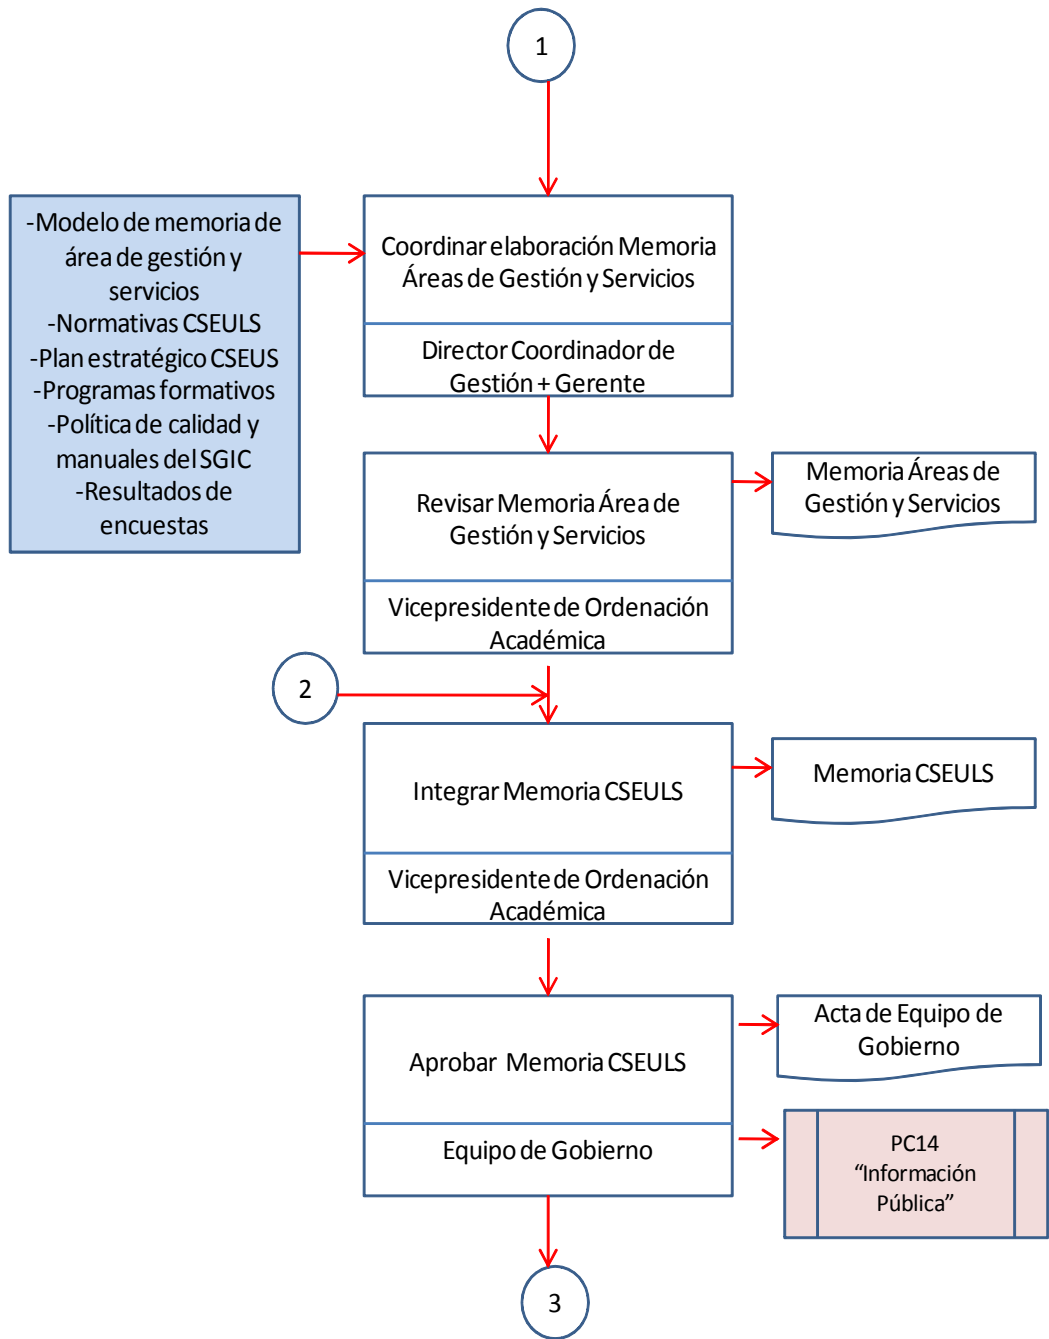 1
-Modelo de memoria de
área de gestión y
servicios
-Normativas CSEULS
-Plan estratégico CSEUS
-Programas formativos
-Política de calidad y
manuales del SGIC
-Resultados de
encuestas
Coordinar elaboración Memoria
Áreas de Gestión y Servicios
Director Coordinador de
Gestión + Gerente
Revisar Memoria Área de
Gestión y Servicios
Vicepresidente de Ordenación
Académica
Memoria Áreas de
Gestión y Servicios
2
Integrar Memoria CSEULS
Vicepresidente de Ordenación
Académica
Memoria CSEULS
Aprobar Memoria CSEULS
Equipo de Gobierno
Acta de Equipo de
Gobierno
PC14
“Información
Pública”
3